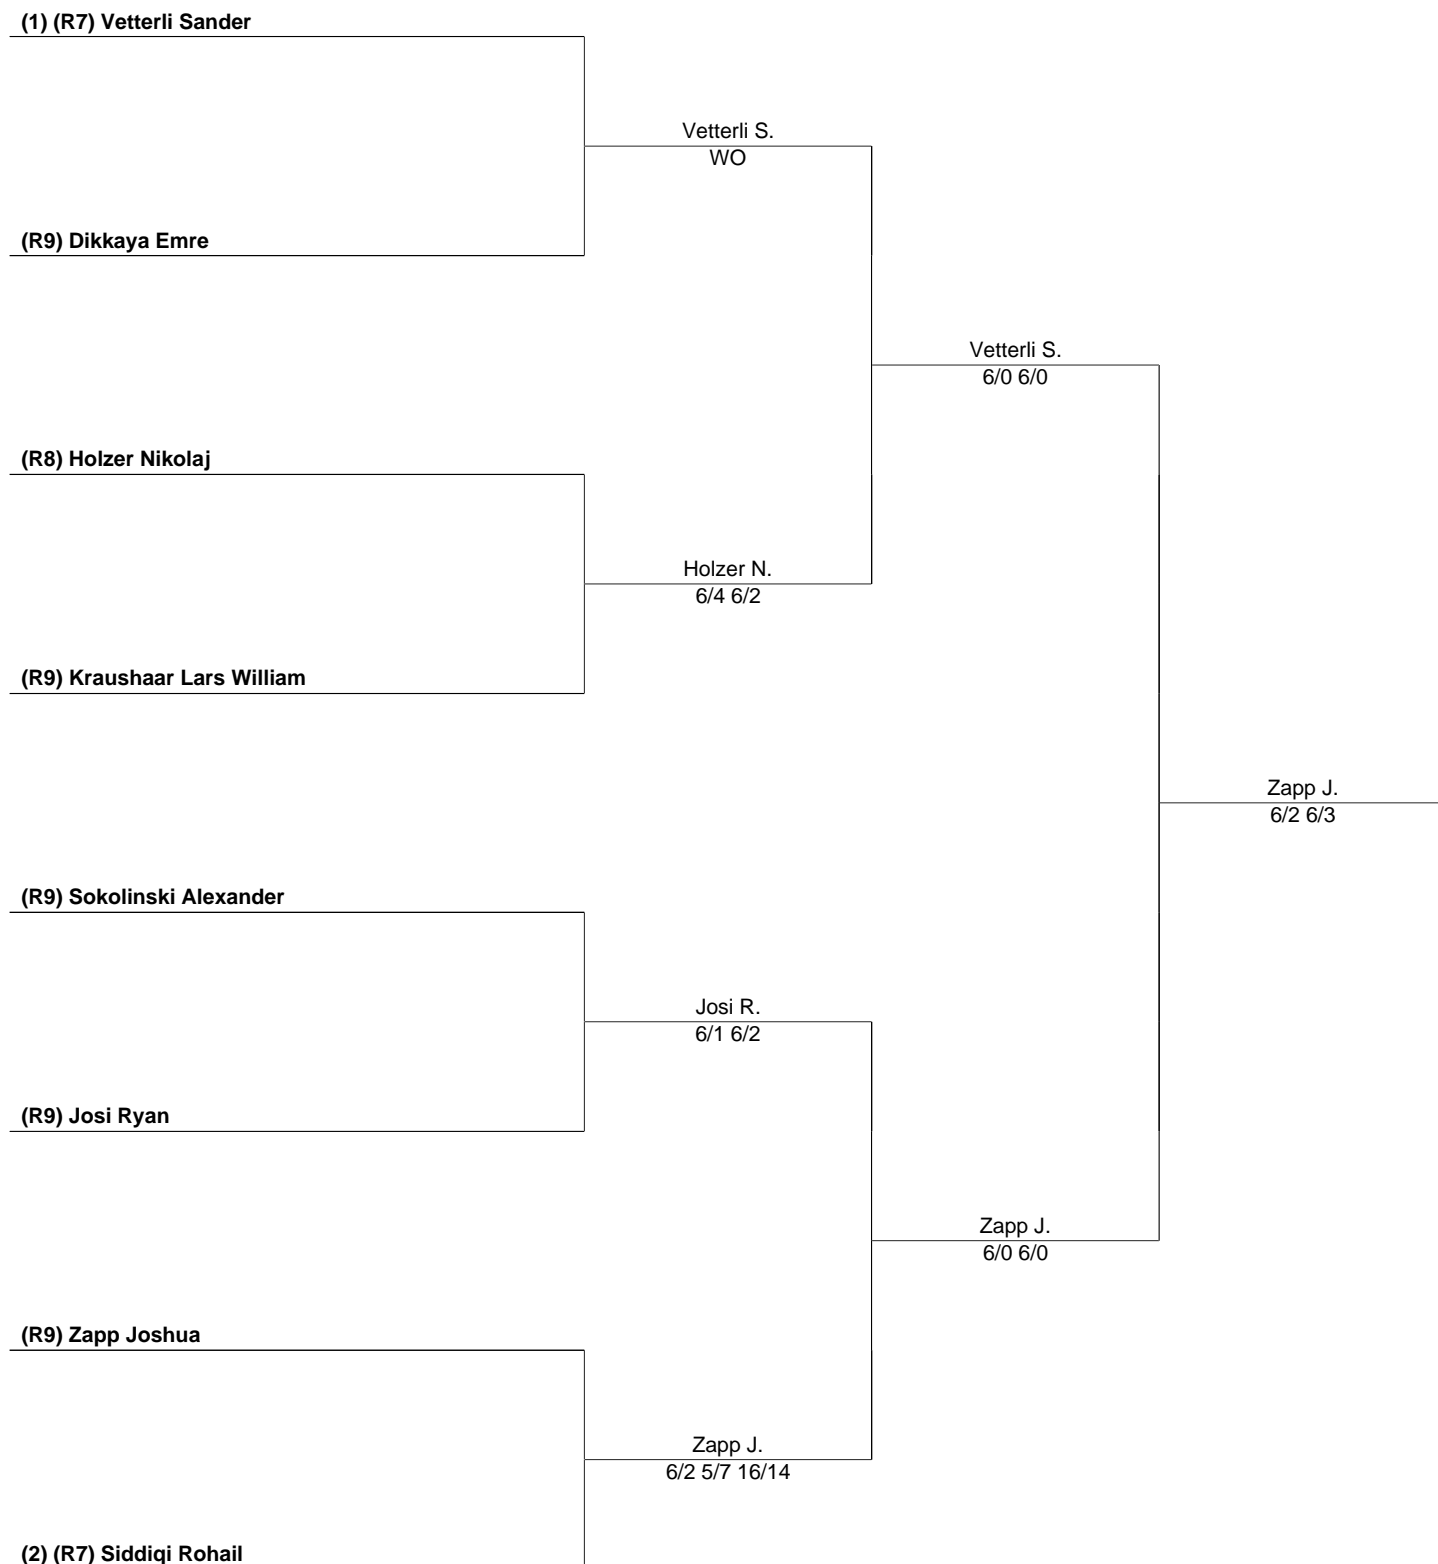 (1) (R7) Vetterli Sander
Vetterli S.
WO
(R9) Dikkaya Emre
Vetterli S.
6/0 6/0
(R8) Holzer Nikolaj
Holzer N.
6/4 6/2
(R9) Kraushaar Lars William
Zapp J.
6/2 6/3
(R9) Sokolinski Alexander
Josi R.
6/1 6/2
(R9) Josi Ryan
Zapp J.
6/0 6/0
(R9) Zapp Joshua
Zapp J.
6/2 5/7 16/14
(2) (R7) Siddiqi Rohail